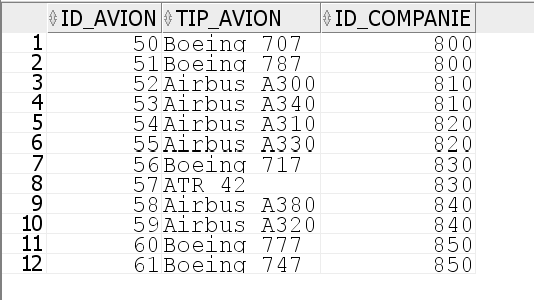 ID_AVION TIP_AVION ID_COMPANIE
1 50 Boeing 707 800
2 51 Boeing 787 800
3 52 Airbus A300 810
4 53 Airbus A340 810
5 54 Airbus A310 820
6 55 Airbus A330 820
7 56 Boeing 717 830
8 57 ATR 42 830
9 58 Airbus A380 840
10 59 Airbus A320 840
11 60 Boeing 777 850
12 61 Boeing 747 850